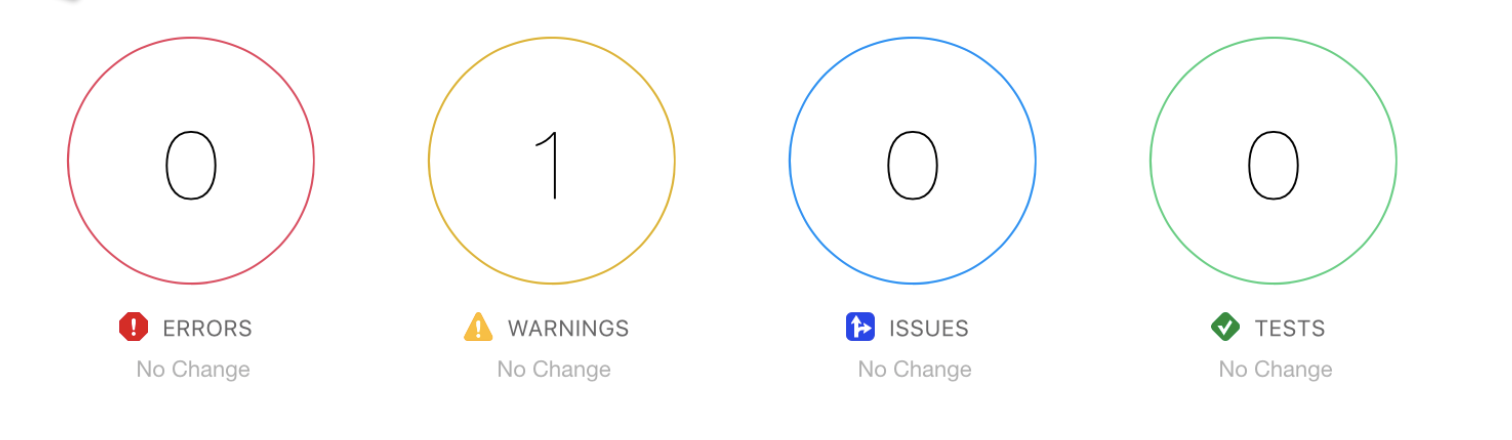 0 1 0 0
ERRORS WARNINGS ISSUES TESTS
No Change No Change No Change No Change